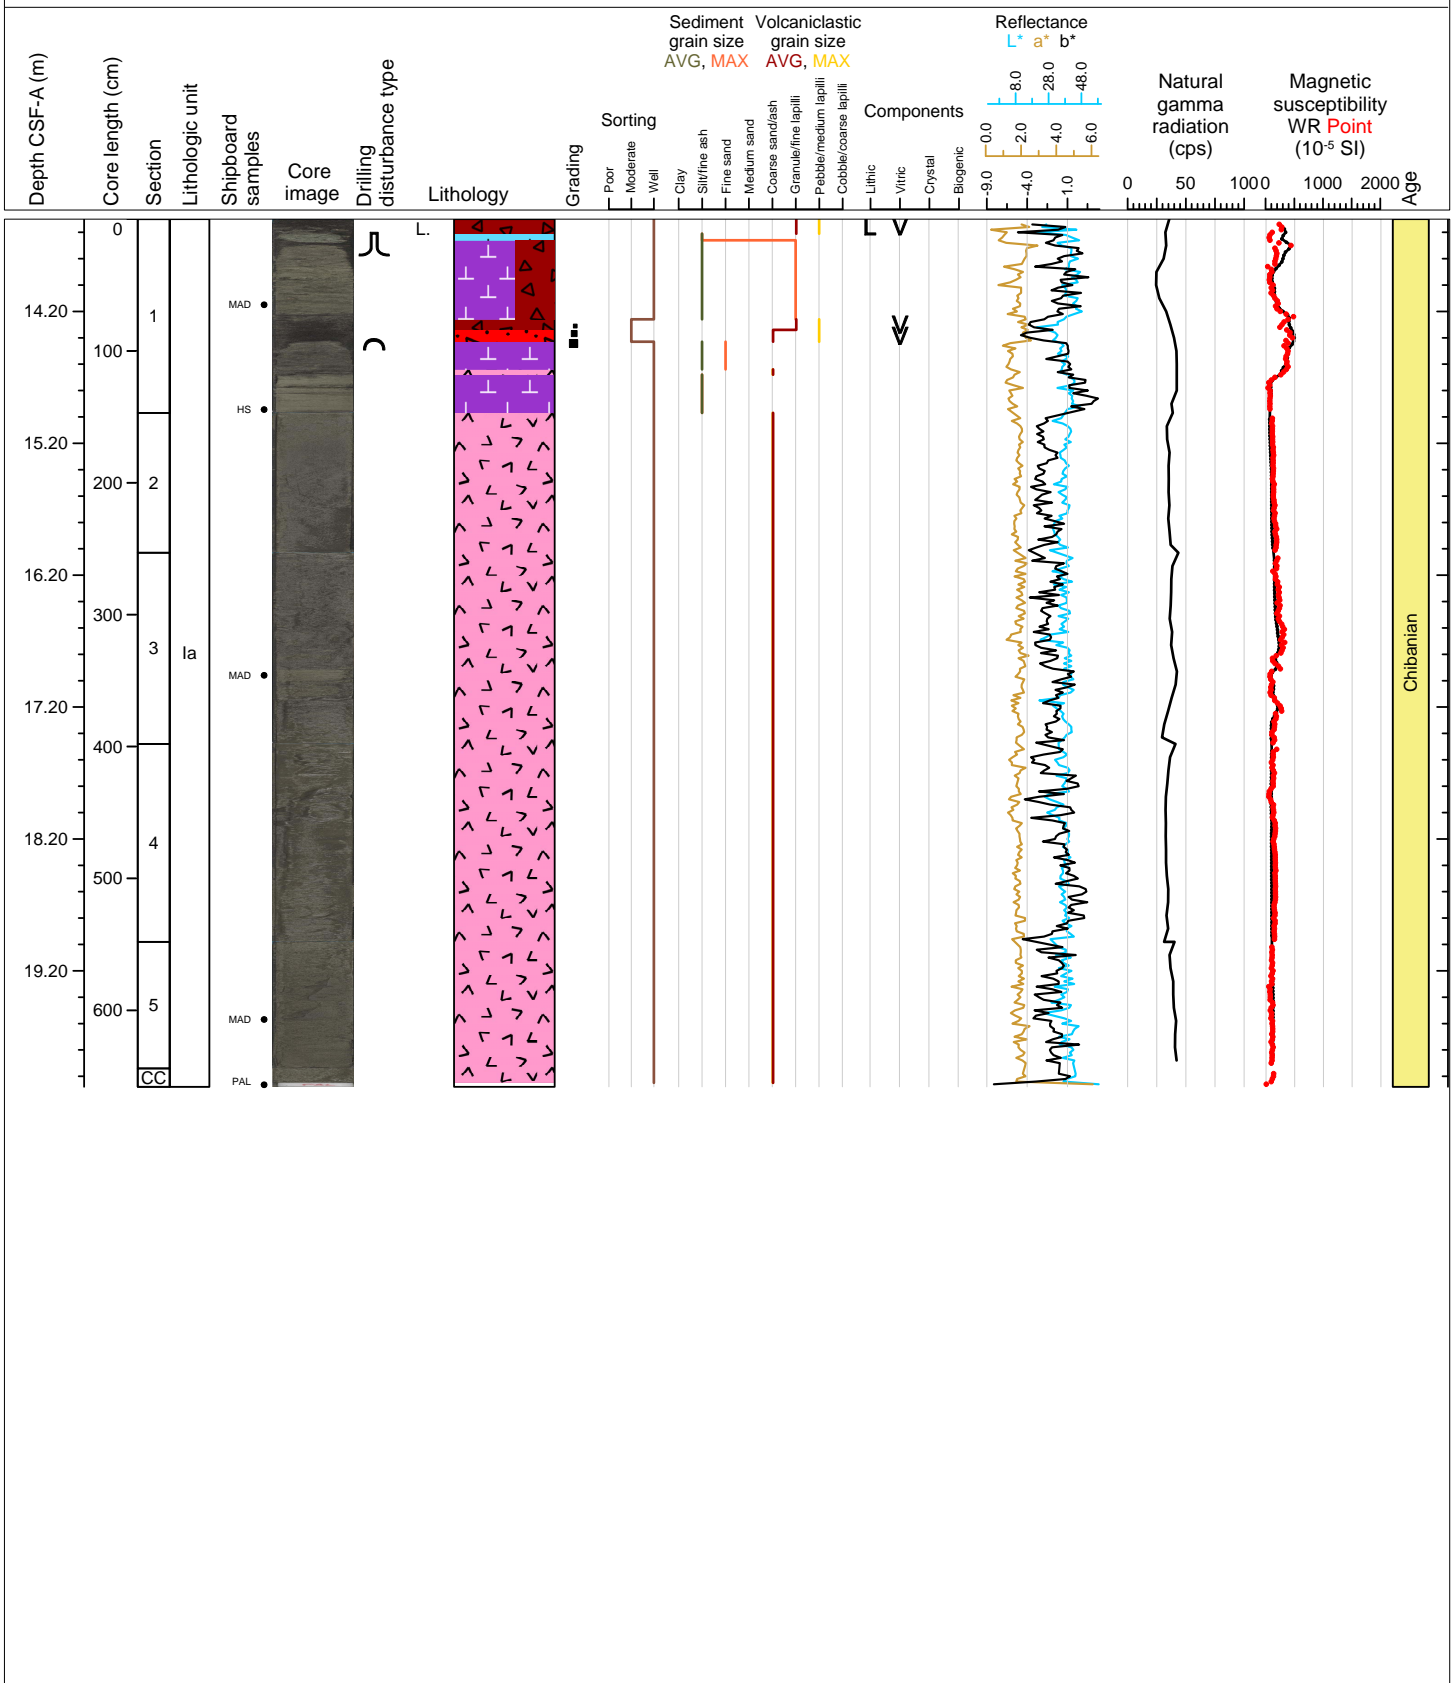 Depth CSF-A (m)
Core length (cm)
Section
Lithologic unit
Shipboard
samples
Core
image
Drilling
disturbance type
Lithology
Grading
Sorting
Poor
Moderate
Well
Sediment
grain size
AVG, MAX
Volcaniclastic
grain size
AVG, MAX
Clay
Silt/fine ash
Fine sand
Medium sand
Coarse sand/ash
Granule/fine lapilli
Pebble/medium lapilli
Cobble/coarse lapilli
Components
Lithic
Vitric
Crystal
Biogenic
Reflectance
L* a* b*
8.0 28.0 48.0
0.0 2.0 4.0 6.0
-9.0 -4.0 1.0
Natural
gamma
radiation
(cps)
0 50 100
Magnetic
susceptibility
WR Point
(10-5 SI)
0 1000 2000
Age
0
L.
L V
MAD
14.20
1
V
V
100
HS
15.20
200
2
16.20
300
3
Ia
MAD
Chibanian
17.20
400
18.20
4
500
19.20
600
5
MAD
CC
PAL